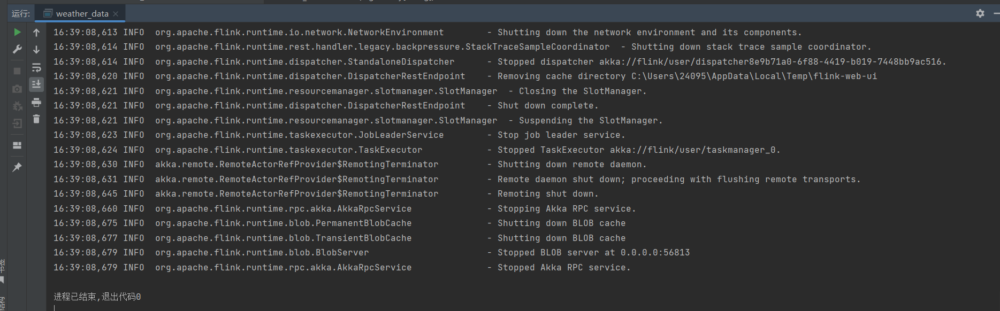 运行:
weather_data
16:39:08,613 INFO  org.apache.flink.runtime.io.network.NetworkEnvironment        - Shutting down the network environment and its components.
16:39:08,614 INFO  org.apache.flink.runtime.rest.handler.legacy.backpressure.StackTraceSampleCoordinator  - Shutting down stack trace sample coordinator.
16:39:08,614 INFO  org.apache.flink.runtime.dispatcher.StandaloneDispatcher      - Stopped dispatcher akka://flink/user/dispatcher8e9b71a0-6f88-4419-b019-7448bb9ac516.
16:39:08,620 INFO  org.apache.flink.runtime.dispatcher.DispatcherRestEndpoint    - Removing cache directory C:\Users\24095\AppData\Local\Temp\flink-web-ui
16:39:08,621 INFO  org.apache.flink.runtime.resourcemanager.slotmanager.SlotManager  - Closing the SlotManager.
16:39:08,621 INFO  org.apache.flink.runtime.dispatcher.DispatcherRestEndpoint    - Shut down complete.
16:39:08,621 INFO  org.apache.flink.runtime.resourcemanager.slotmanager.SlotManager  - Suspending the SlotManager.
16:39:08,623 INFO  org.apache.flink.runtime.taskexecutor.JobLeaderService        - Stop job leader service.
16:39:08,624 INFO  org.apache.flink.runtime.taskexecutor.TaskExecutor            - Stopped TaskExecutor akka://flink/user/taskmanager_0.
16:39:08,630 INFO  akka.remote.RemoteActorRefProvider$RemotingTerminator         - Shutting down remote daemon.
16:39:08,631 INFO  akka.remote.RemoteActorRefProvider$RemotingTerminator         - Remote daemon shut down; proceeding with flushing remote transports.
16:39:08,645 INFO  akka.remote.RemoteActorRefProvider$RemotingTerminator         - Remoting shut down.
16:39:08,660 INFO  org.apache.flink.runtime.rpc.akka.AkkaRpcService              - Stopping Akka RPC service.
16:39:08,675 INFO  org.apache.flink.runtime.blob.PermanentBlobCache              - Shutting down BLOB cache
16:39:08,677 INFO  org.apache.flink.runtime.blob.TransientBlobCache              - Shutting down BLOB cache
16:39:08,679 INFO  org.apache.flink.runtime.blob.BlobServer                      - Stopped BLOB server at 0.0.0.0:56813
16:39:08,679 INFO  org.apache.flink.runtime.rpc.akka.AkkaRpcService              - Stopped Akka RPC service.
进程已结束,退出代码0
书签